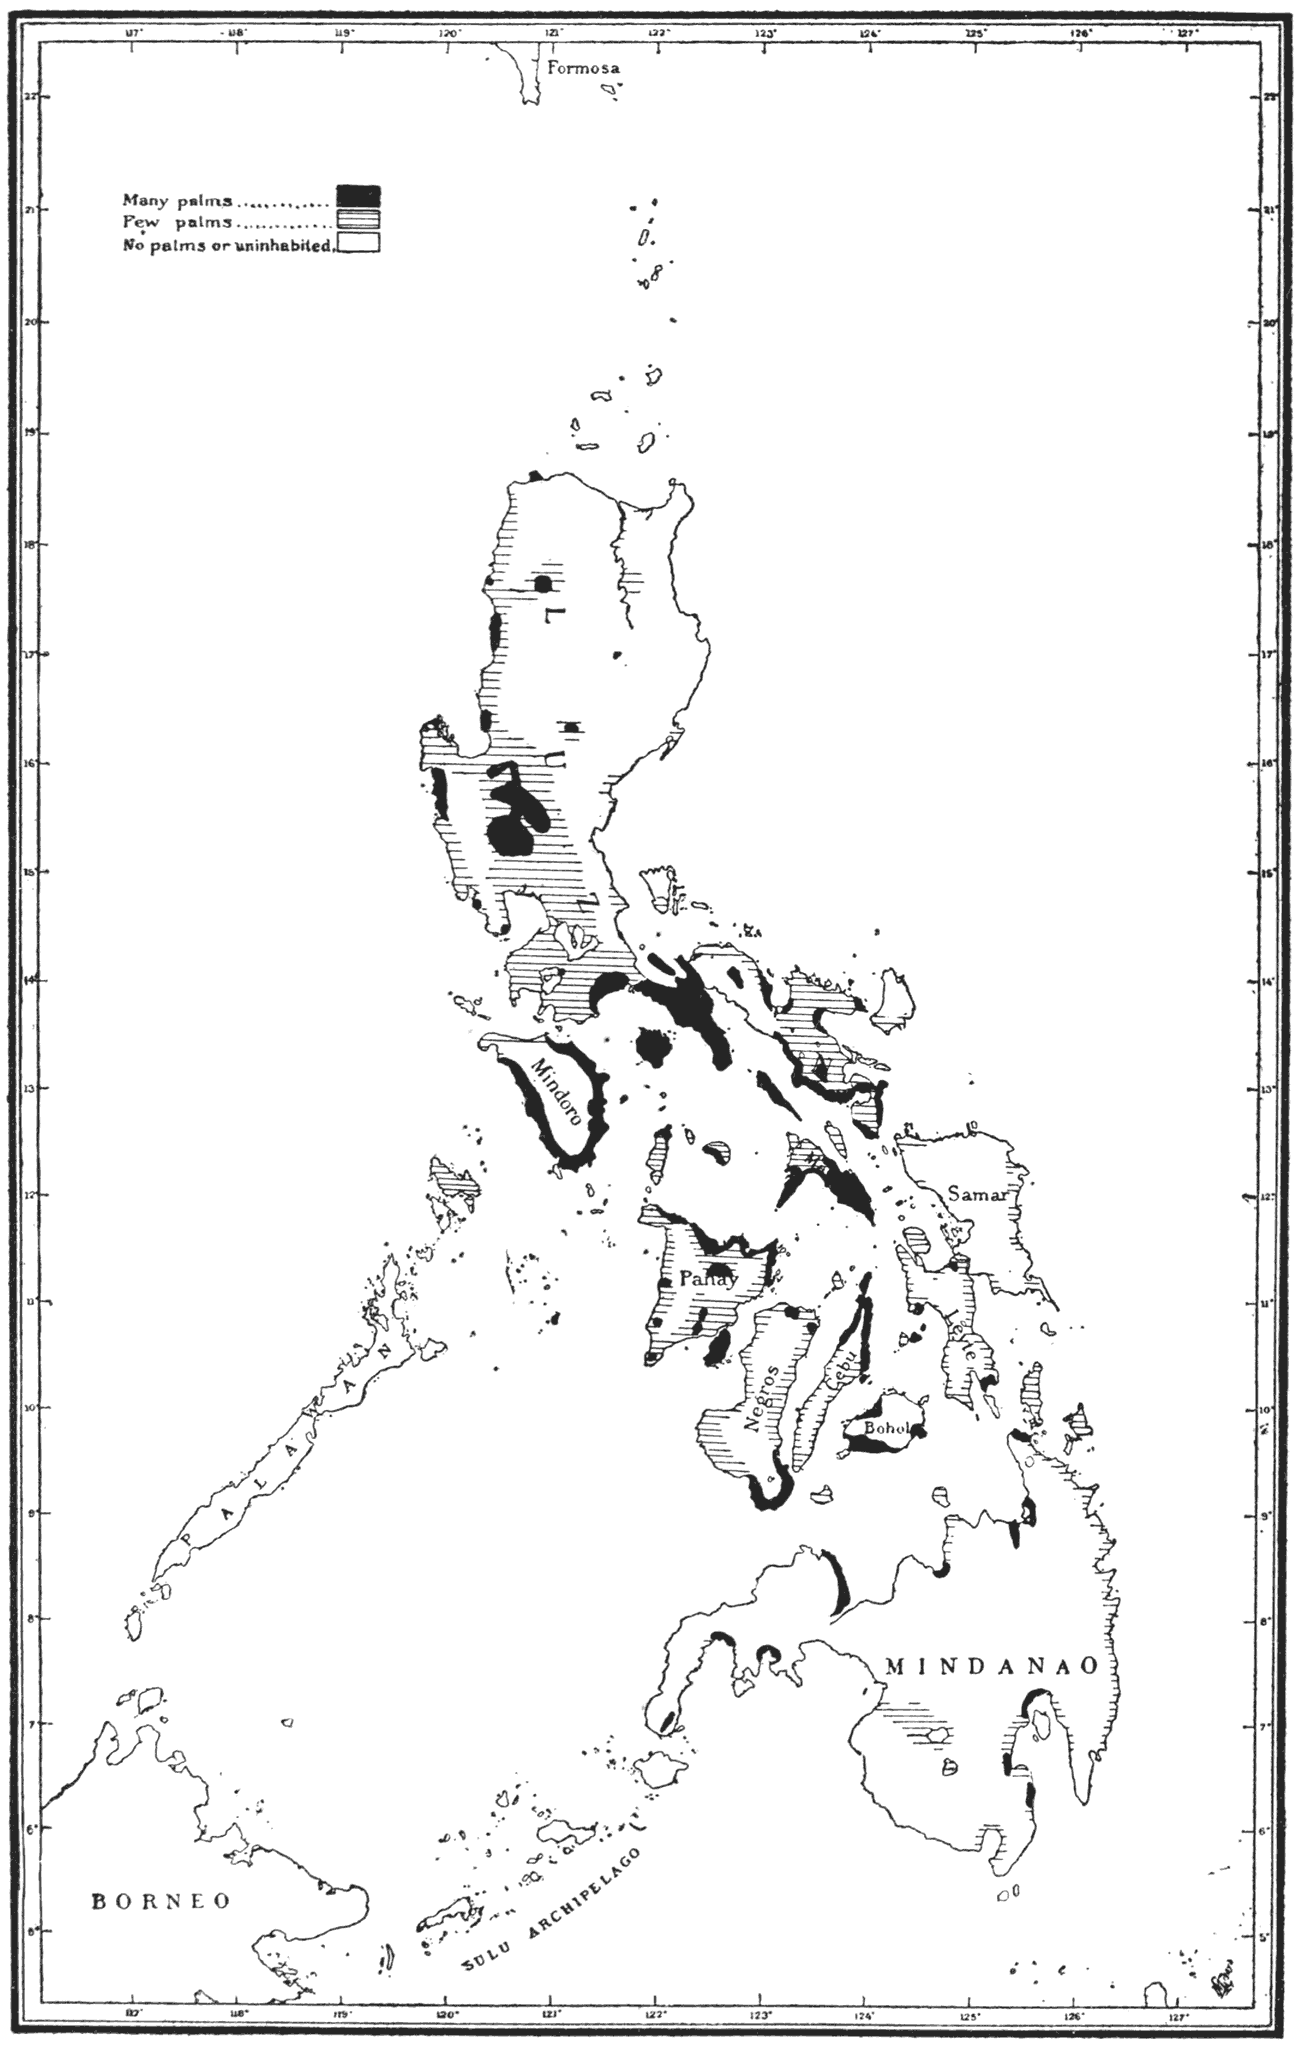 117° 118° 119° 120° 121° 122° 123° 124° 125° 126° 127°
Formosa
22° 22°
Many palms
21° 21°
Few palms
No palms or uninhabited.
20° 20°
19° 19°
18° 18°
L
17° 17°
U
16° 16°
15° 15°
Z
14° 14°
13° 13°
Mindoro
12° 12°
Samar
Panay
11° 11°
Leyte
PALAWAN
Negros
Cebu
10° 10°
Bohol
9° 9°
8° 8°
MINDANAO
7° 7°
6° 6°
BORNEO
SULU ARCHIPELAGO
5° 5°
117° 118° 119° 120° 121° 122° 123° 124° 125° 126° 127°